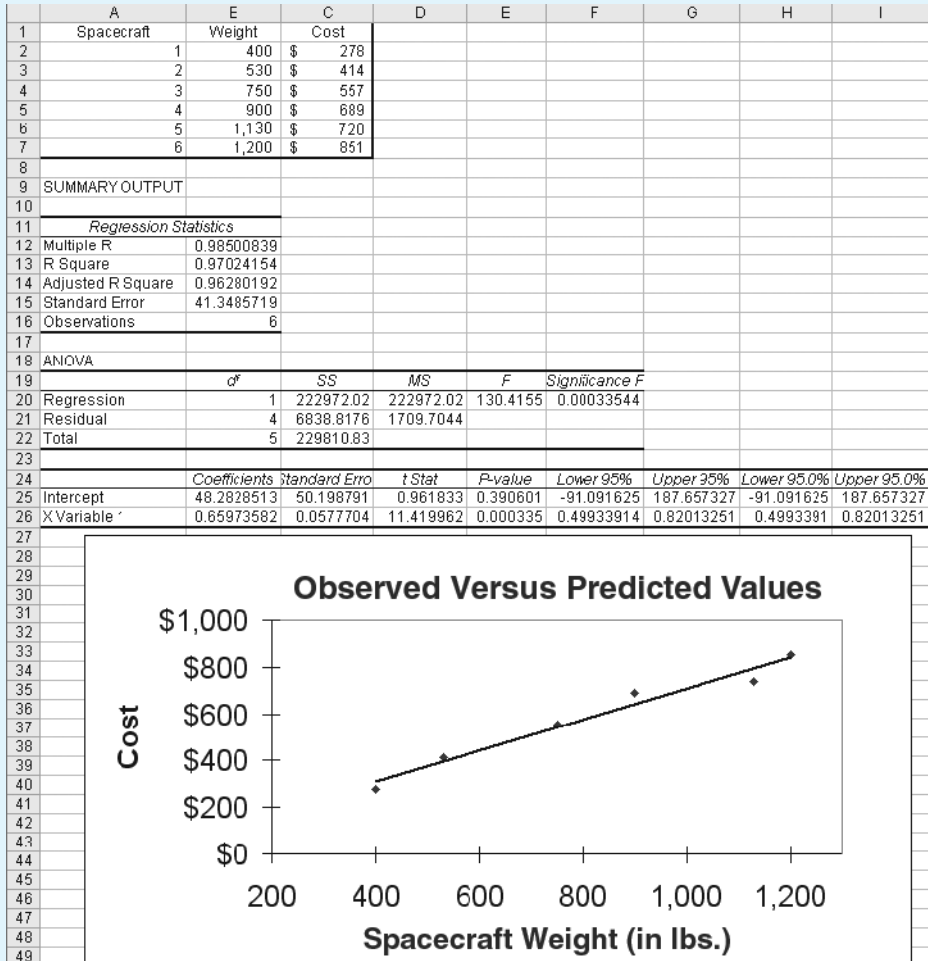 A E C D E F G H I
1 Spacecraft Weight Cost
2 1 400 $ 278
3 2 530 $ 414
4 3 750 $ 557
5 4 900 $ 689
6 5 1,130 $ 720
7 6 1,200 $ 851
8
9 SUMMARY OUTPUT
10
11 Regression Statistics
12 Multiple R 0.98500839
13 R Square 0.97024154
14 Adjusted R Square 0.96280192
15 Standard Error 41.3485719
16 Observations 6
17
18 ANOVA
19 df SS MS F Significance F
20 Regression 1 222972.02 222972.02 130.4155 0.00033544
21 Residual 4 6838.8176 1709.7044
22 Total 5 229810.83
23
24 Coefficients Standard Erro t Stat P-value Lower 95% Upper 95% Lower 95.0% Upper 95.0%
25 Intercept 48.2828513 50.198791 0.961833 0.390601 -91.091625 187.657327 -91.091625 187.657327
26 X Variable 0.65973582 0.0577704 11.419962 0.000335 0.49933914 0.82013251 0.4993391 0.82013251
27
28
29
30
31
32
33
34
35
36
37
38
39
40
41
42
43
44
45
46
47
48
49
Observed Versus Predicted Values
$1,000
$800
$600
$400
$200
$0
Cost
200 400 600 800 1,000 1,200
Spacecraft Weight (in lbs.)